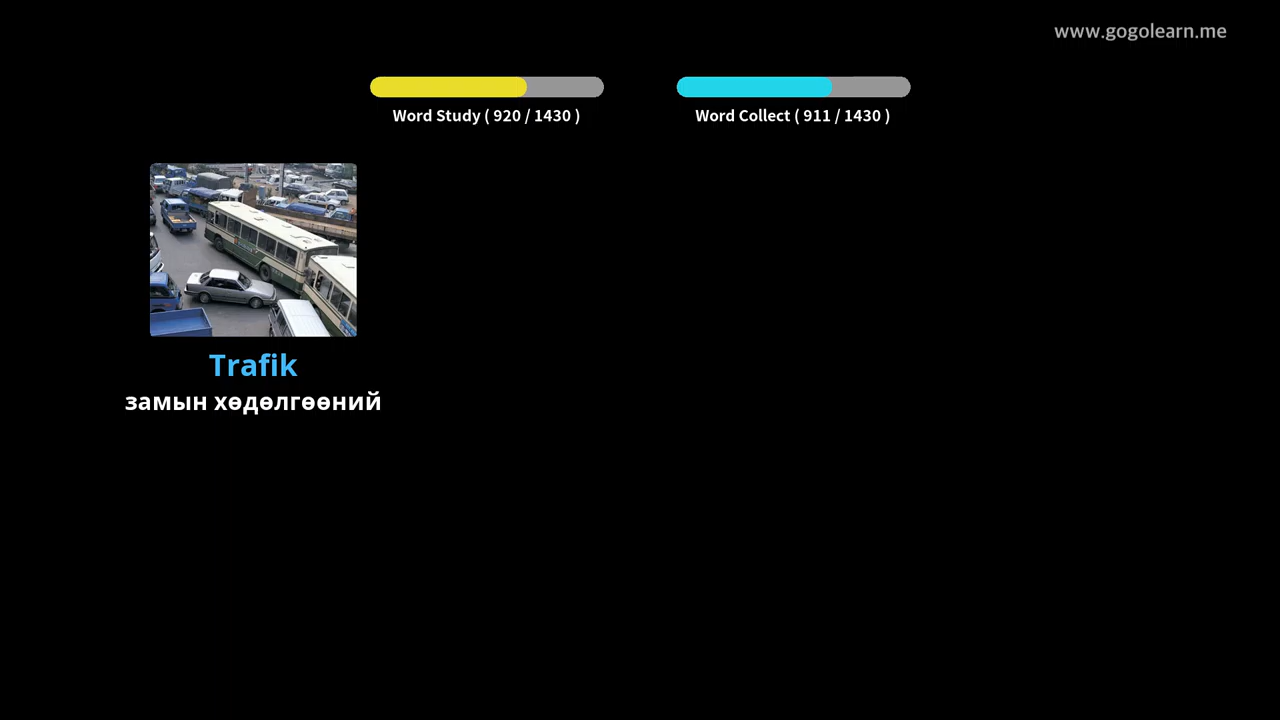 www.gogolearn.me
Word Study ( 920 / 1430 )
Word Collect ( 911 / 1430 )
Trafik
замын хөдөлгөөний